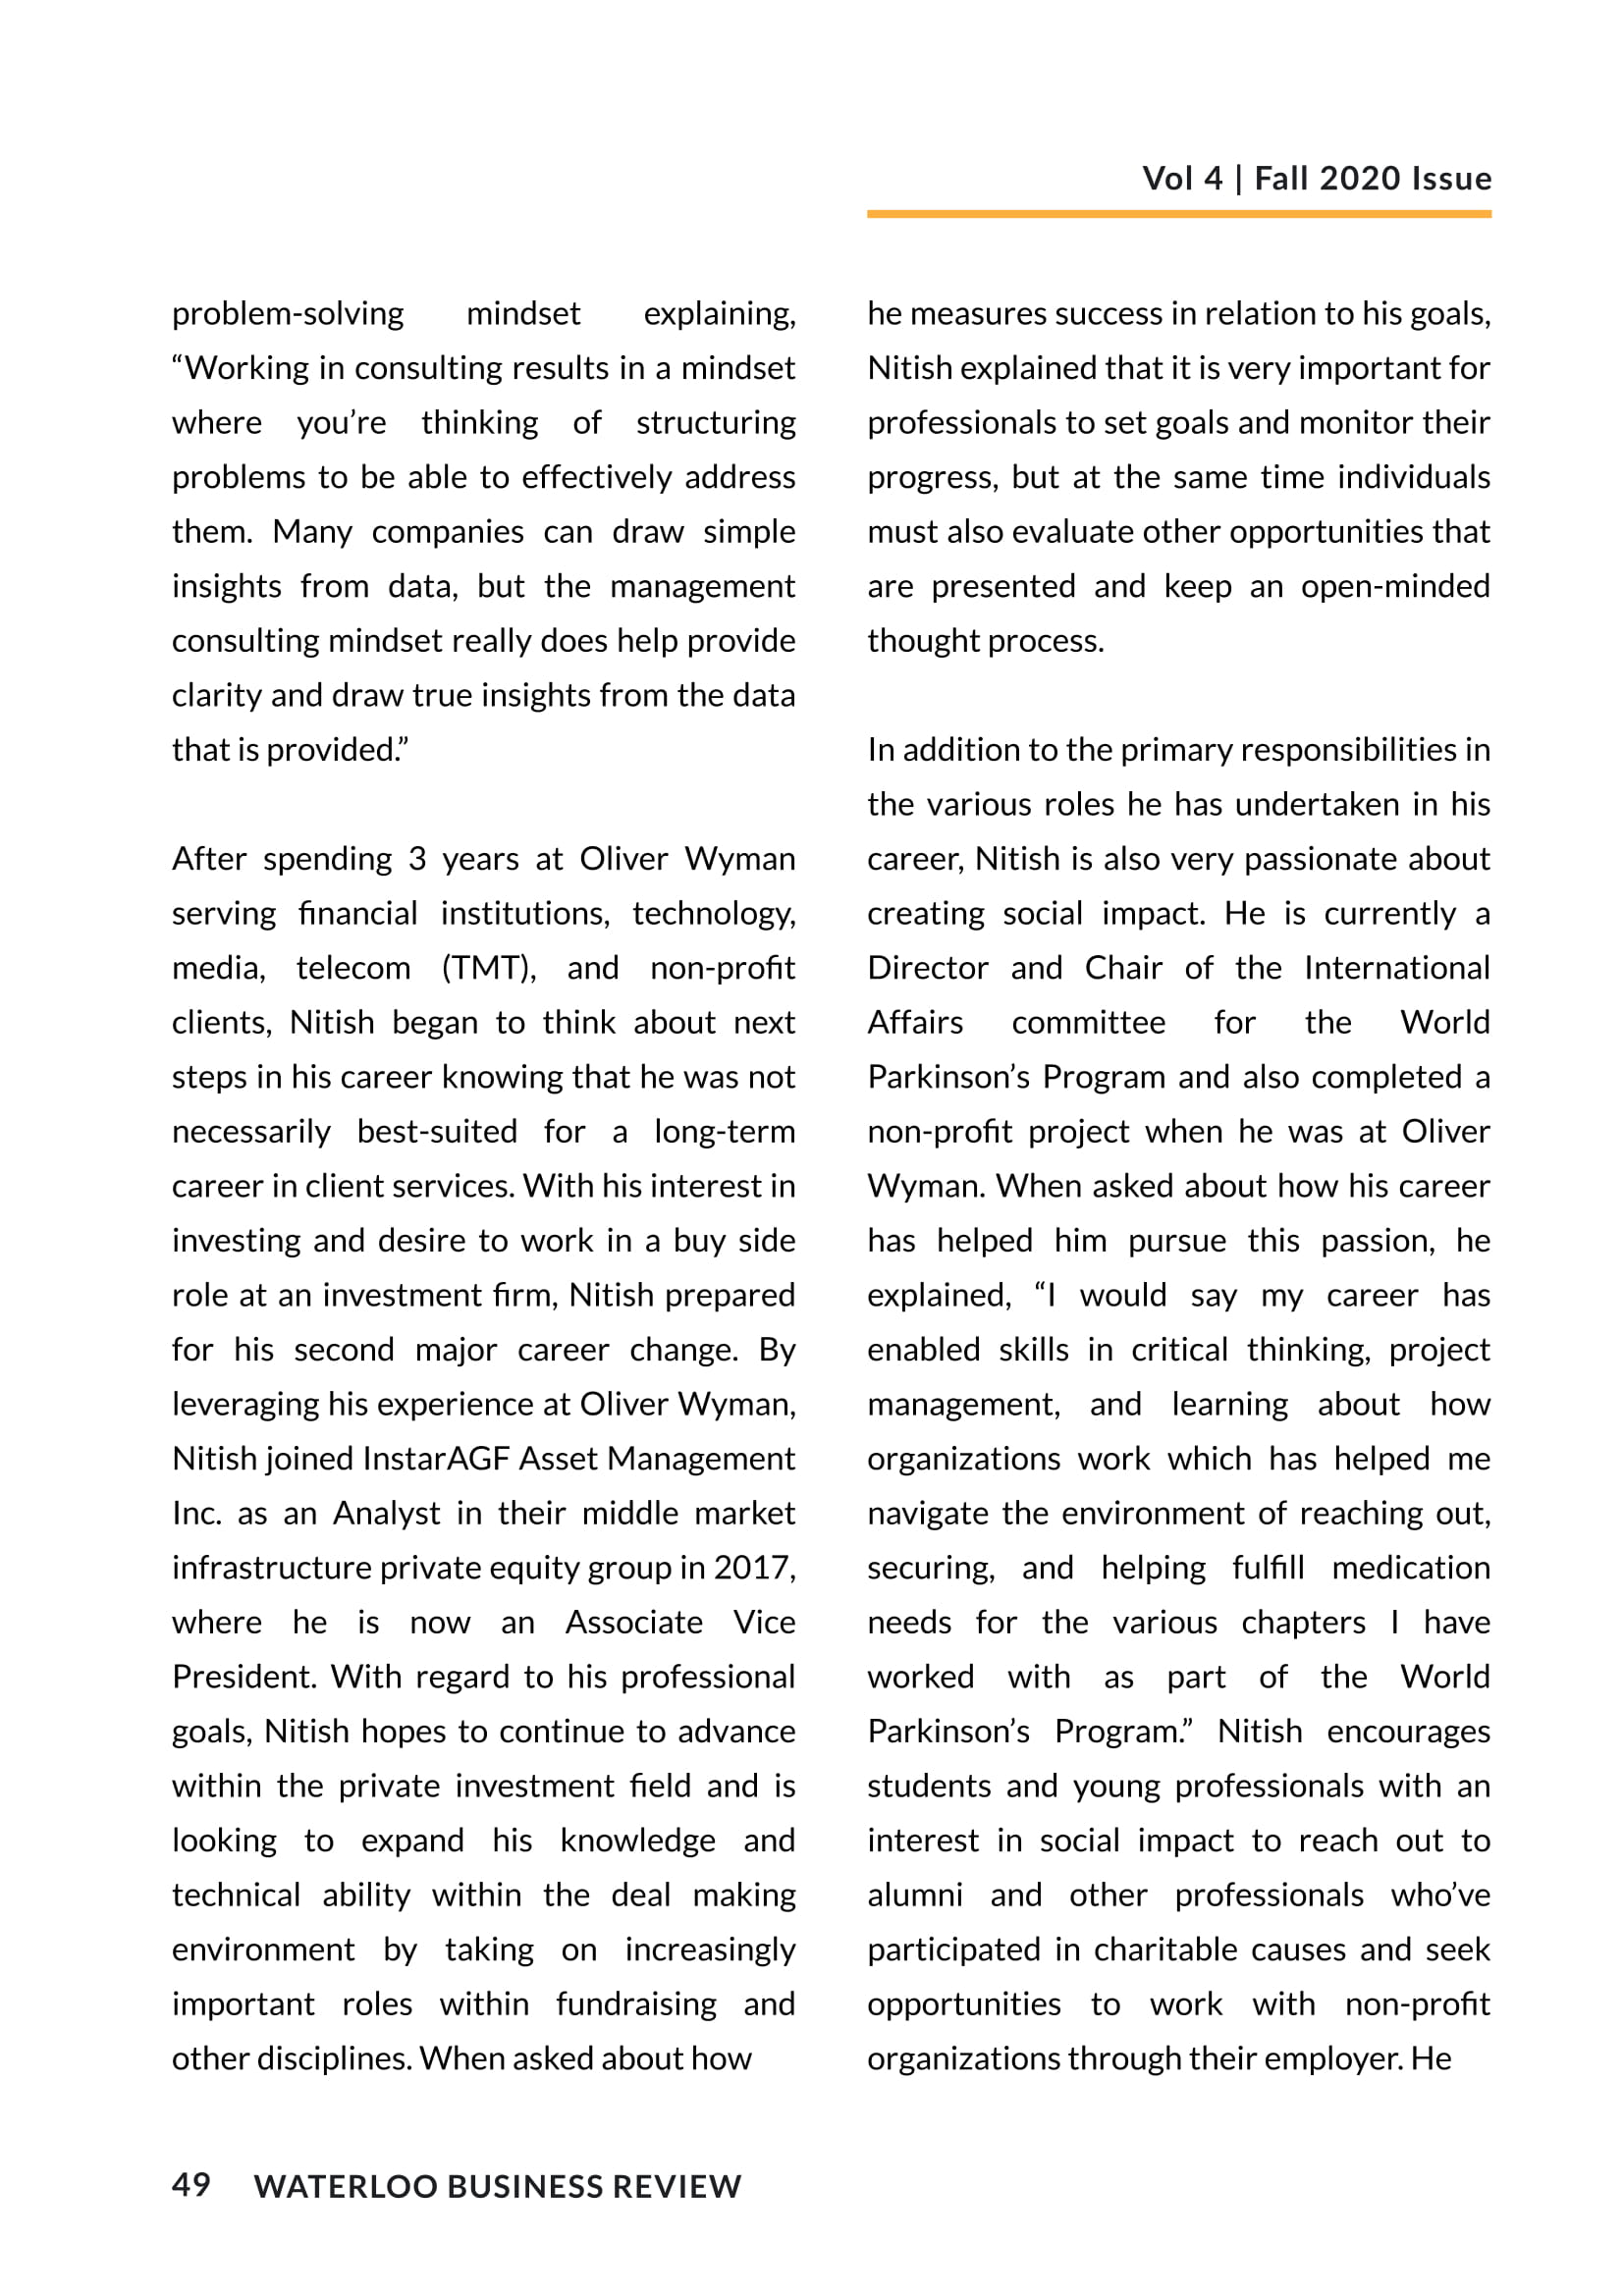 Vol 4 | Fall 2020 Issue
problem-solving mindset explaining,
“Working in consulting results in a mindset
where you’re thinking of structuring
problems to be able to effectively address
them. Many companies can draw simple
insights from data, but the management
consulting mindset really does help provide
clarity and draw true insights from the data
that is provided.”
After spending 3 years at Oliver Wyman
serving financial institutions, technology,
media, telecom (TMT), and non-profit
clients, Nitish began to think about next
steps in his career knowing that he was not
necessarily best-suited for a long-term
career in client services. With his interest in
investing and desire to work in a buy side
role at an investment firm, Nitish prepared
for his second major career change. By
leveraging his experience at Oliver Wyman,
Nitish joined InstarAGF Asset Management
Inc. as an Analyst in their middle market
infrastructure private equity group in 2017,
where he is now an Associate Vice
President. With regard to his professional
goals, Nitish hopes to continue to advance
within the private investment field and is
looking to expand his knowledge and
technical ability within the deal making
environment by taking on increasingly
important roles within fundraising and
other disciplines. When asked about how
he measures success in relation to his goals,
Nitish explained that it is very important for
professionals to set goals and monitor their
progress, but at the same time individuals
must also evaluate other opportunities that
are presented and keep an open-minded
thought process.
In addition to the primary responsibilities in
the various roles he has undertaken in his
career, Nitish is also very passionate about
creating social impact. He is currently a
Director and Chair of the International
Affairs committee for the World
Parkinson’s Program and also completed a
non-profit project when he was at Oliver
Wyman. When asked about how his career
has helped him pursue this passion, he
explained, “I would say my career has
enabled skills in critical thinking, project
management, and learning about how
organizations work which has helped me
navigate the environment of reaching out,
securing, and helping fulfill medication
needs for the various chapters I have
worked with as part of the World
Parkinson’s Program.” Nitish encourages
students and young professionals with an
interest in social impact to reach out to
alumni and other professionals who’ve
participated in charitable causes and seek
opportunities to work with non-profit
organizations through their employer. He
49 WATERLOO BUSINESS REVIEW